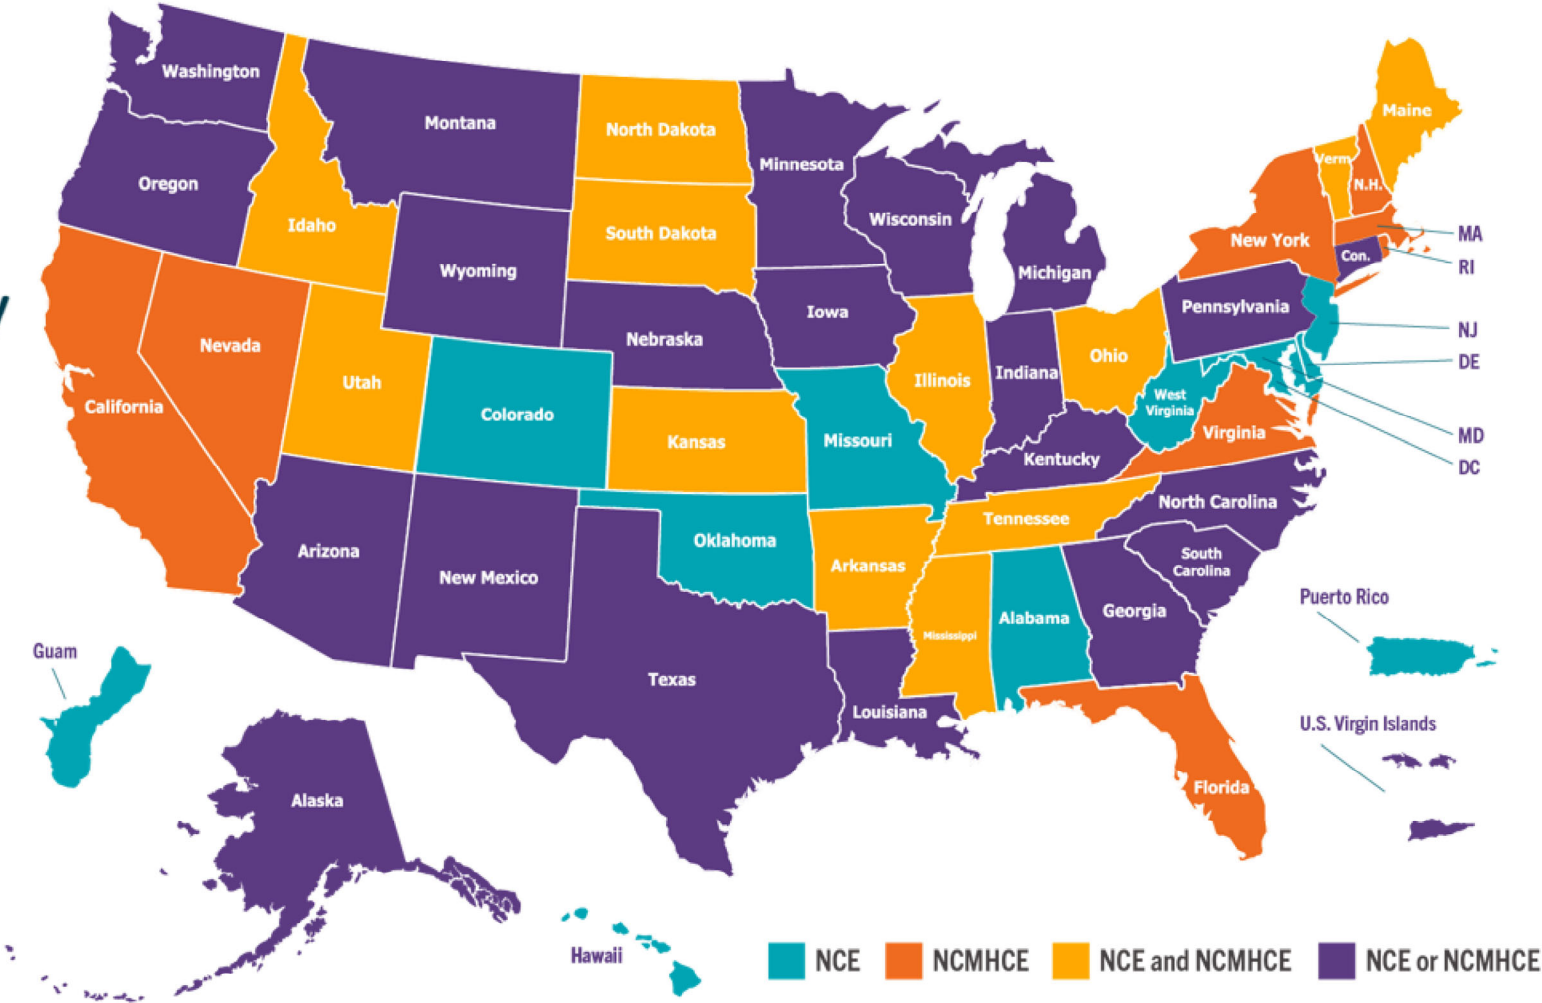 Washington
Montana
North Dakota
Minnesota
Maine
Verm
N.H.
Oregon
Idaho
Wyoming
South Dakota
Wisconsin
Michigan
New York
MA
Con.
RI
Nevada
California
Utah
Colorado
Nebraska
Iowa
Illinois
Indiana
Ohio
Pennsylvania
NJ
DE
West
Virginia
Virginia
MD
DC
Kansas
Missouri
Kentucky
North Carolina
Tennessee
South
Carolina
Arizona
New Mexico
Oklahoma
Arkansas
Mississippi
Alabama
Georgia
Puerto Rico
Guam
Texas
Louisiana
U.S. Virgin Islands
Florida
Alaska
Hawaii
NCE
NCMHCE
NCE and NCMHCE
NCE or NCMHCE